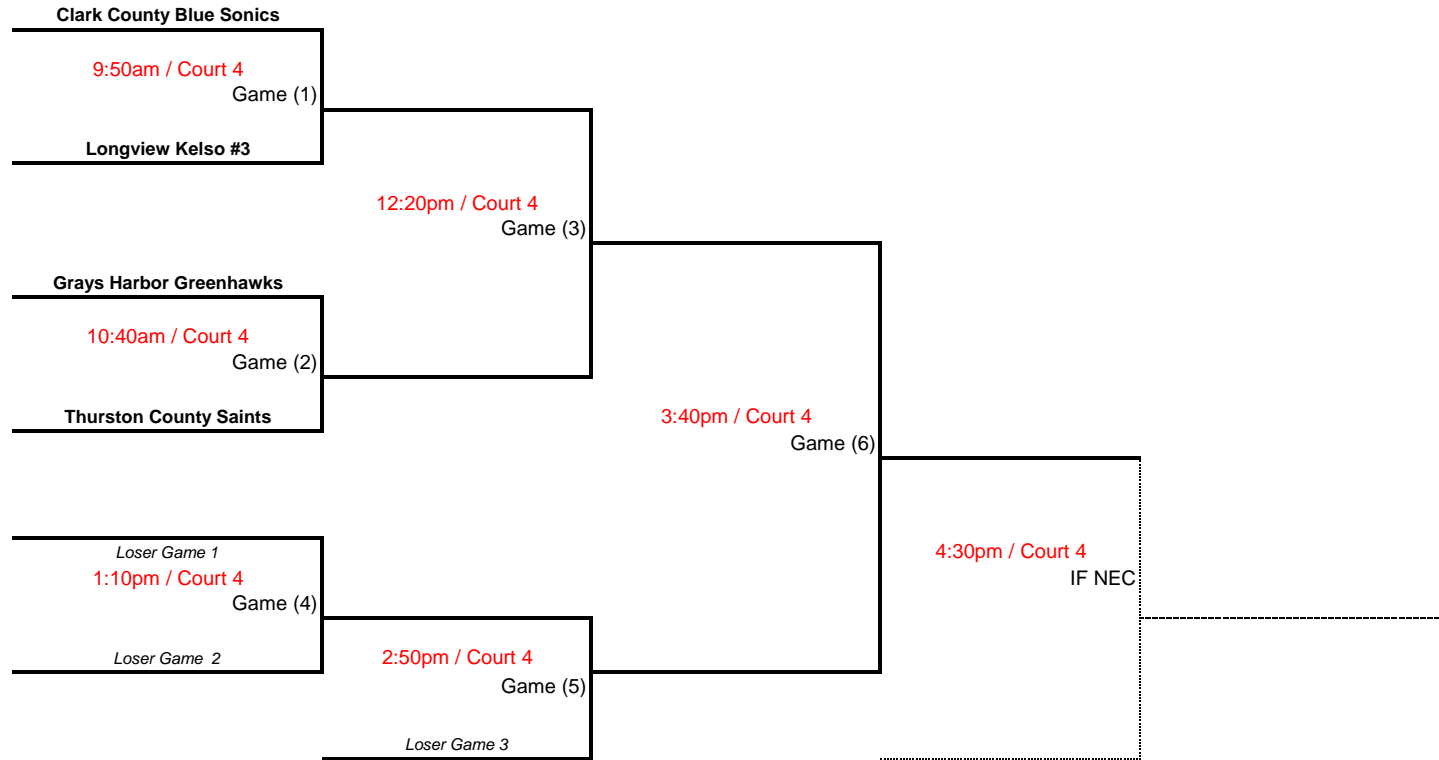 Clark County Blue Sonics
9:50am / Court 4
Game (1)
Longview Kelso #3
12:20pm / Court 4
Game (3)
Grays Harbor Greenhawks
10:40am / Court 4
Game (2)
Thurston County Saints
3:40pm / Court 4
Game (6)
Loser Game 1
1:10pm / Court 4
Game (4)
Loser Game 2
4:30pm / Court 4
IF NEC
2:50pm / Court 4
Game (5)
Loser Game 3